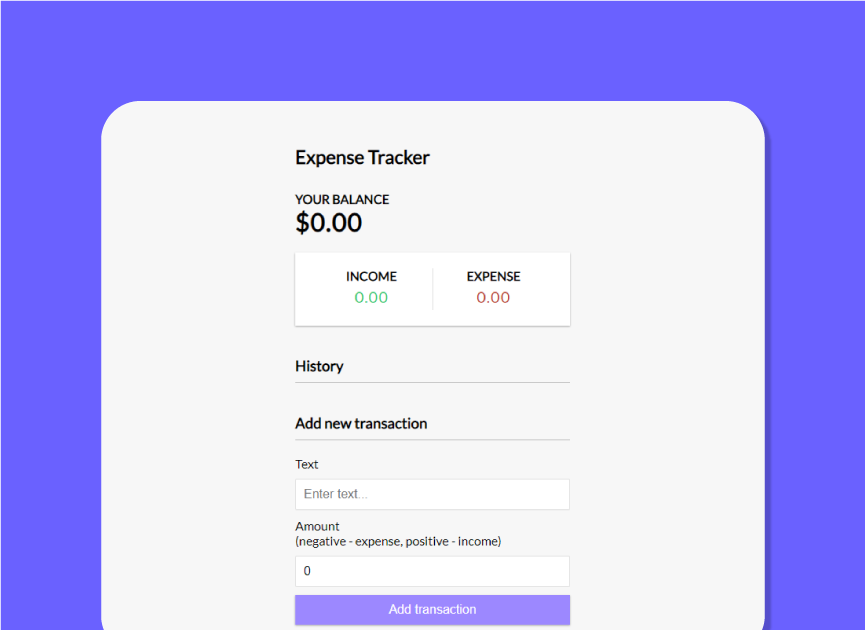 Expense Tracker
YOUR BALANCE
$0.00
INCOME EXPENSE
0.00 0.00
History
Add new transaction
Text
Enter text...
Amount
(negative - expense, positive - income)
0
Add transaction